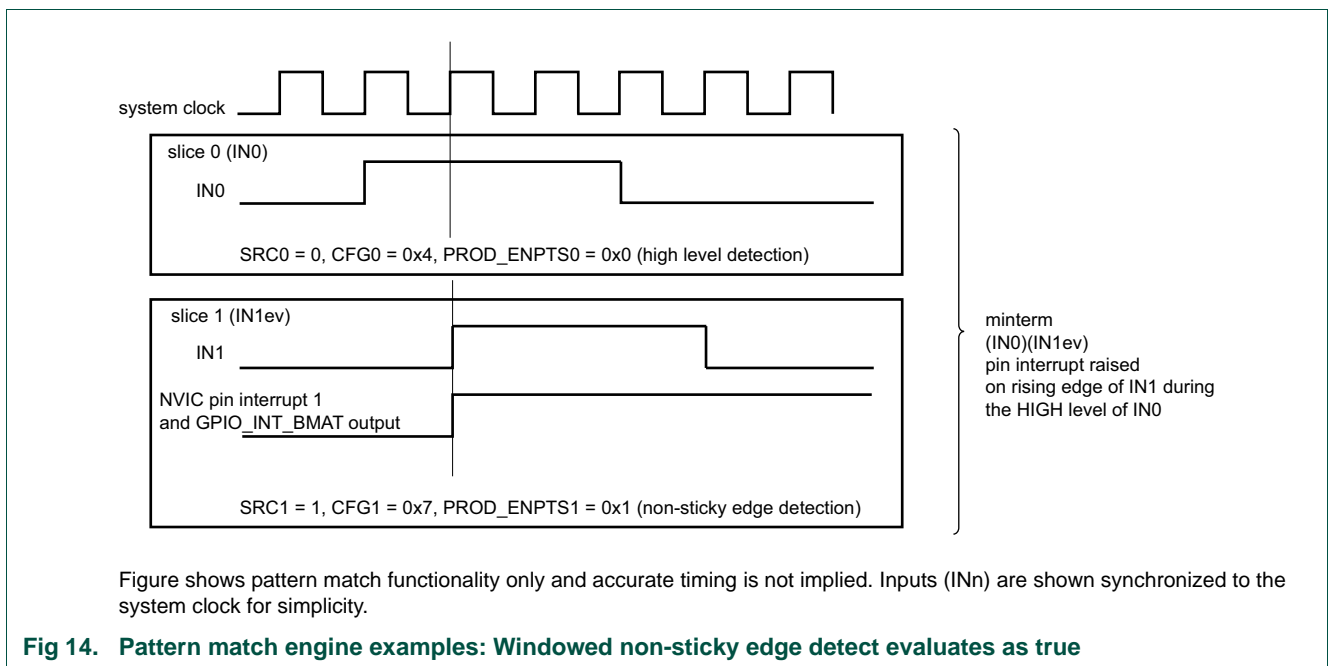 system clock
slice 0 (IN0)
IN0
SRC0 = 0, CFG0 = 0x4, PROD_ENPTS0 = 0x0 (high level detection)
slice 1 (IN1ev)
IN1
NVIC pin interrupt 1
and GPIO_INT_BMAT output
SRC1 = 1, CFG1 = 0x7, PROD_ENPTS1 = 0x1 (non-sticky edge detection)
minterm
(IN0)(IN1ev)
pin interrupt raised
on rising edge of IN1 during
the HIGH level of IN0
Figure shows pattern match functionality only and accurate timing is not implied. Inputs (INn) are shown synchronized to the
system clock for simplicity.
Fig 14. Pattern match engine examples: Windowed non-sticky edge detect evaluates as true